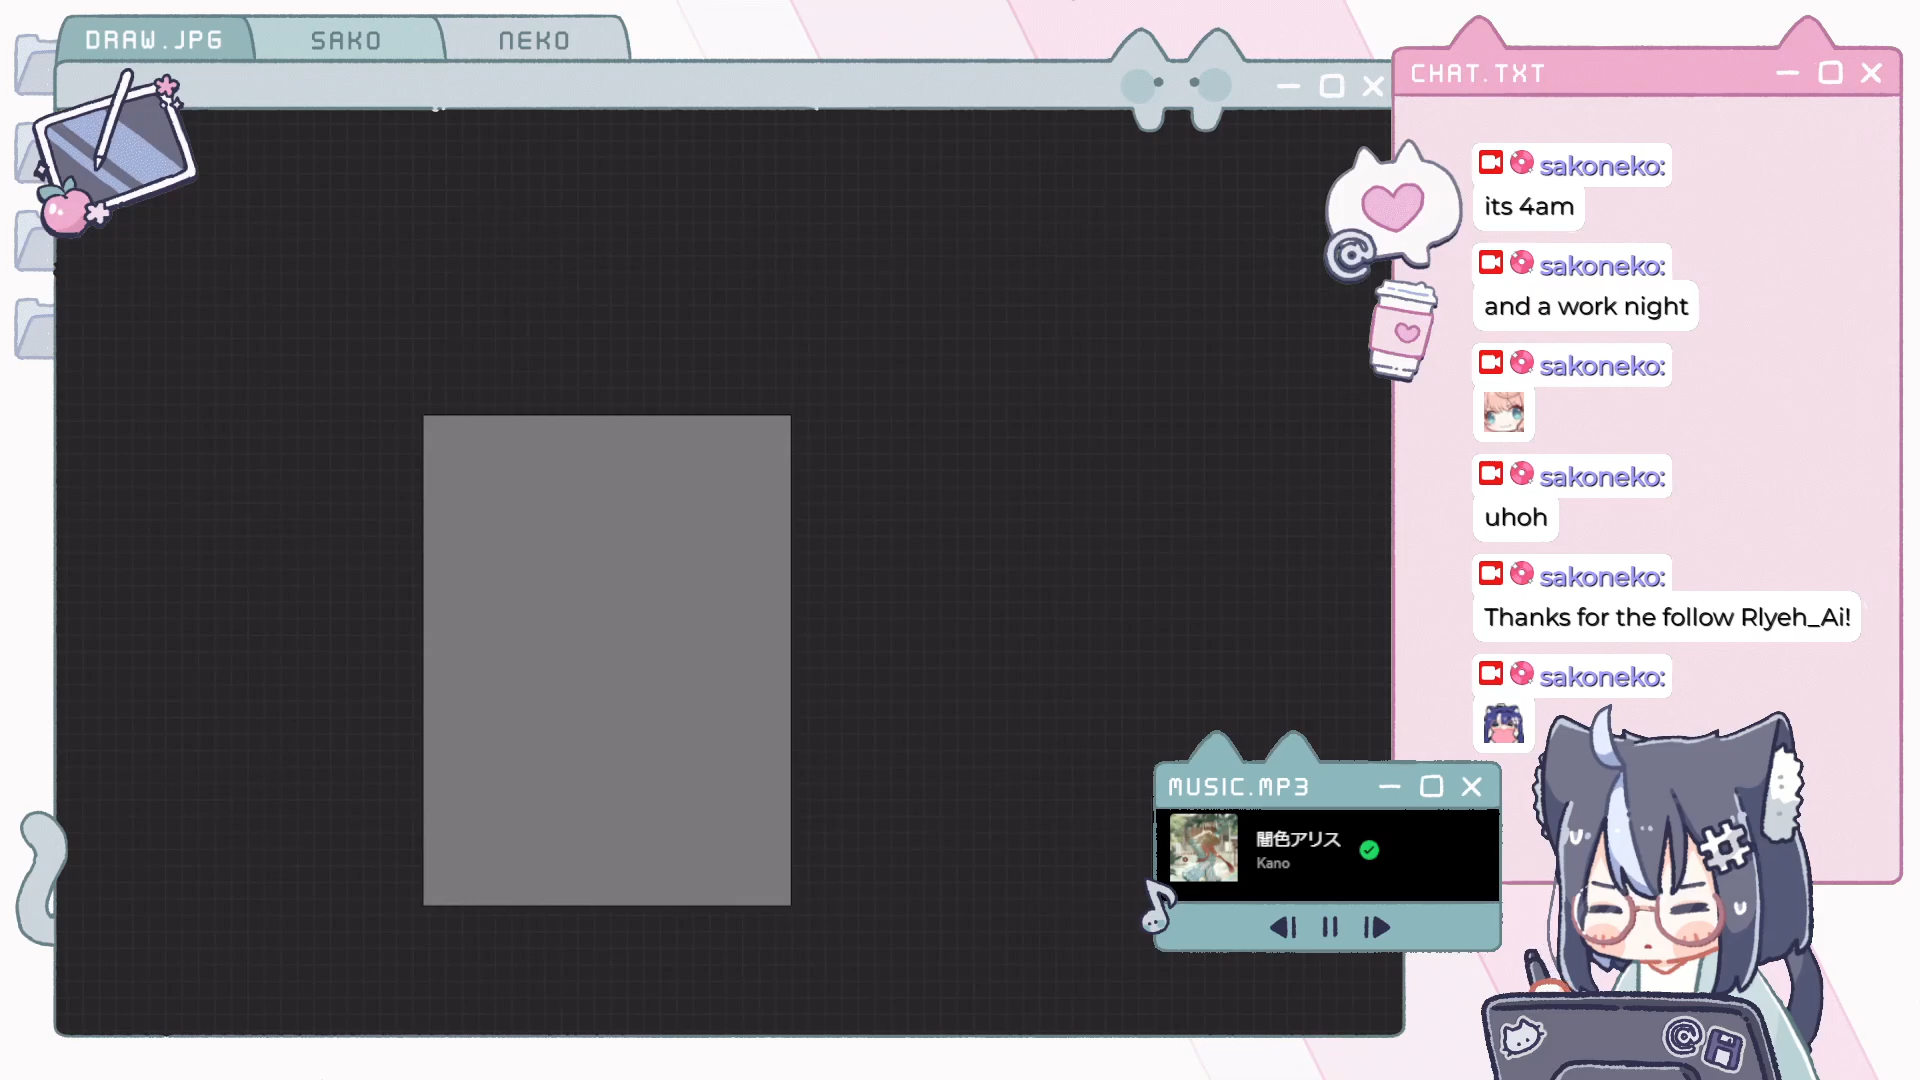 DRAW.JPG
SAKO
NEKO
CHAT.TXT
sakoneko:
its 4am
sakoneko:
and a work night
sakoneko:
sakoneko:
uhoh
sakoneko:
Thanks for the follow Rlyeh_Ai!
sakoneko:
MUSIC.MP3
闇色アリス
Kano